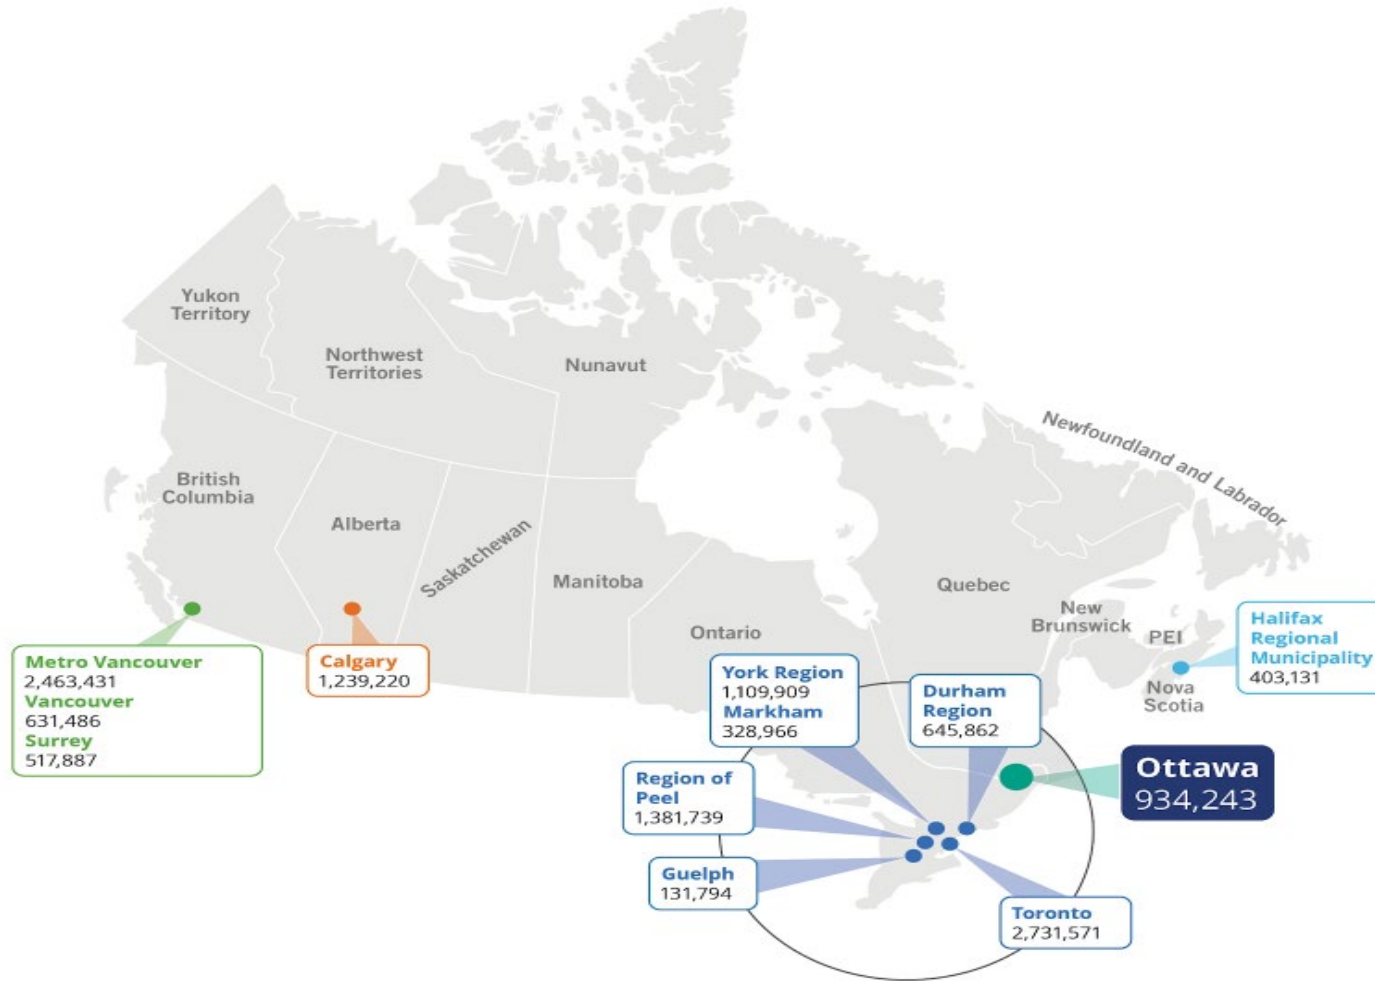 Yukon
Territory
Northwest
Territories
Nunavut
Newfoundland and Labrador
British
Columbia
Alberta
Saskatchewan
Manitoba
Ontario
Quebec
New
Brunswick
PEI
Nova
Scotia
Metro Vancouver
2,463,431
Vancouver
631,486
Surrey
517,887
Calgary
1,239,220
York Region
1,109,909
Markham
328,966
Durham
Region
645,862
Halifax
Regional
Municipality
403,131
Region of
Peel
1,381,739
Ottawa
934,243
Guelph
131,794
Toronto
2,731,571